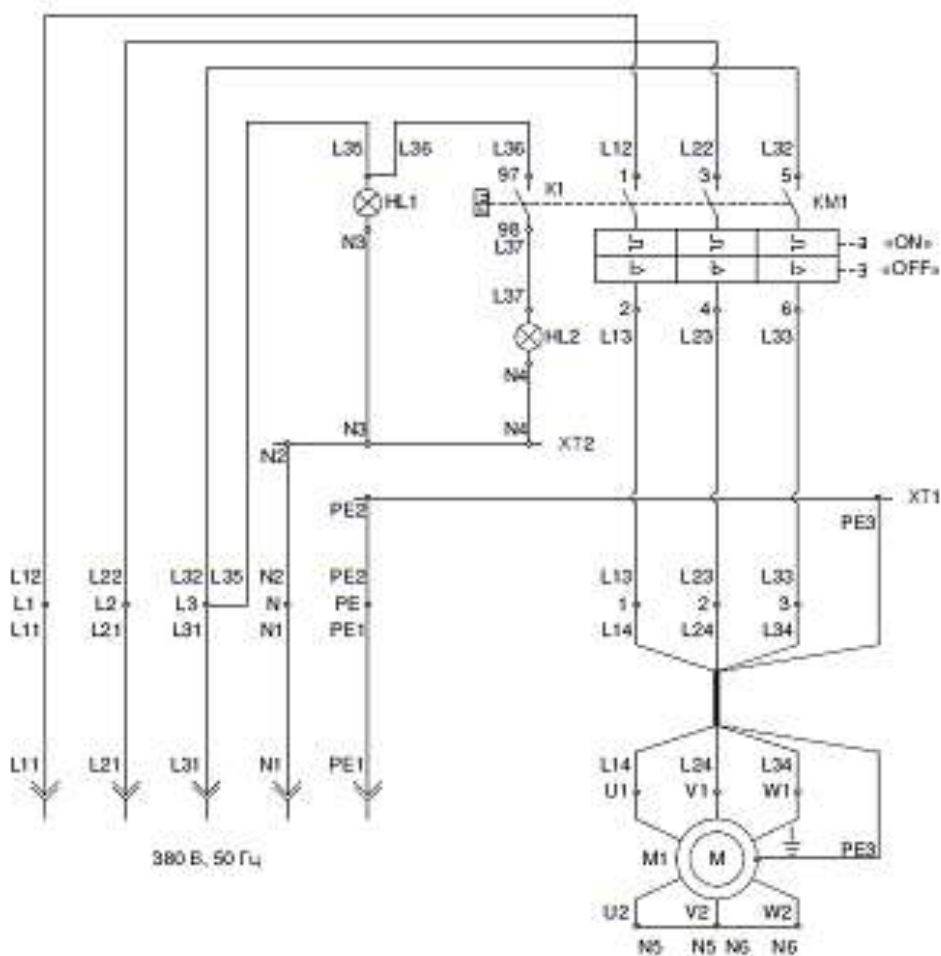 L35 L36 L36 L12 L22 L32
97 1 3 5
HL1 K1 KM1
N3 98 «ON»
L37 «OFF»
L37 2 4 6
HL2 L13 L23 L33
N4
N3 N4 XT2
N2
PE2 XT1
PE3
L12 L22 L32 L35 N2 PE2 L13 L23 L33
L1 L2 L3 N PE 1 2 3
L11 L21 L31 N1 PE1 L14 L24 L34
L11 L21 L31 N1 PE1 L14 L24 L34
U1 V1 W1
380 В, 50 Гц M1 M PE3
U2 V2 W2
N5 N5 N6 N6